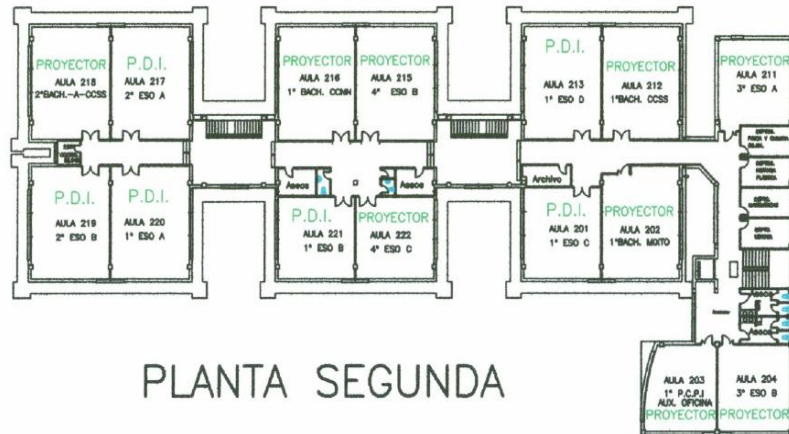 PROYECTOR
AULA 218
2°BACH.-A-CCSS
P.D.I.
AULA 217
2° ESO A
PROYECTOR
AULA 216
1° BACH. CCNN
PROYECTOR
AULA 215
4° ESO B
P.D.I.
AULA 213
1° ESO D
PROYECTOR
AULA 212
1°BACH. CCSS
PROYECTOR
AULA 211
3° ESO A
P.D.I.
AULA 219
2° ESO B
P.D.I.
AULA 220
1° ESO A
Aseos
Aseos
P.D.I.
AULA 221
1° ESO B
PROYECTOR
AULA 222
4° ESO C
Archivo
P.D.I.
AULA 201
1° ESO C
PROYECTOR
AULA 202
1°BACH. MIXTO
Aseos
Aseos
AULA 203
1° P.C.P.I
AUX. OFICINA
PROYECTOR
AULA 204
3° ESO B
PROYECTOR
PLANTA SEGUNDA